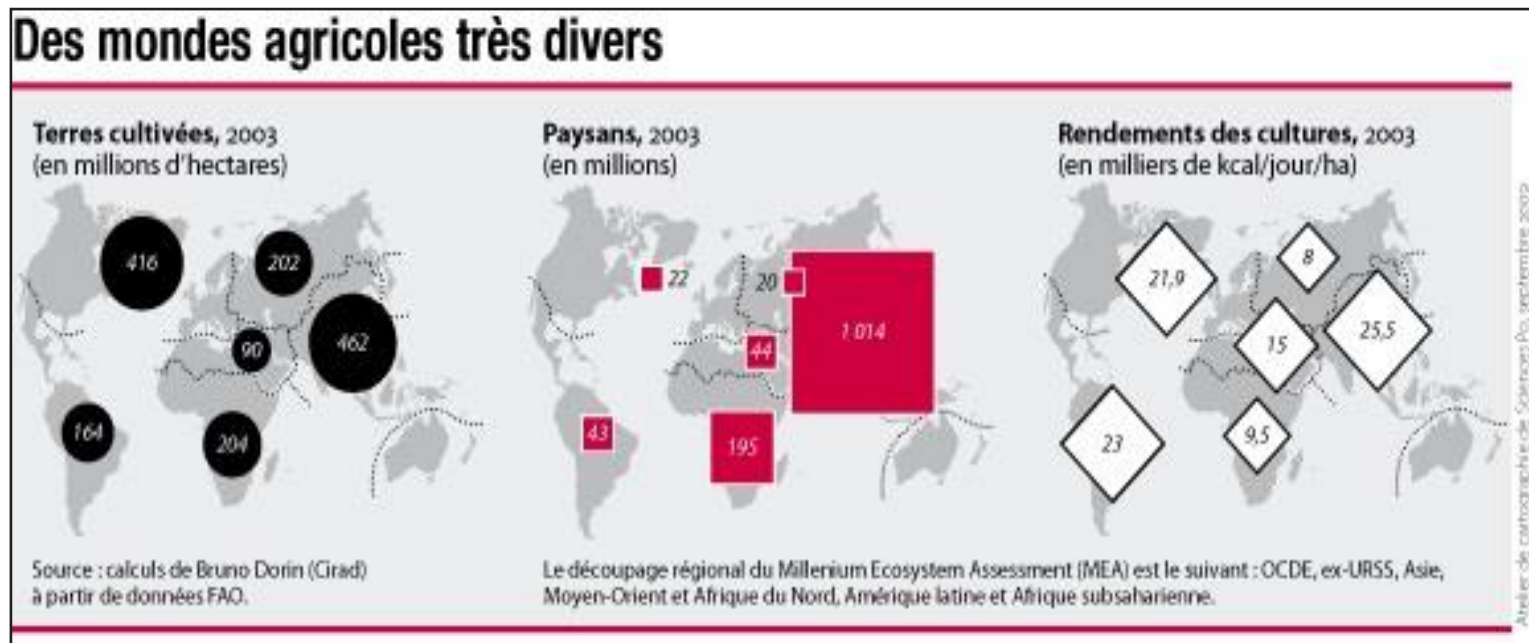 Des mondes agricoles très divers
Terres cultivées, 2003
(en millions d'hectares)
416
202
90
462
164
204
Paysans, 2003
(en millions)
22
20
1 014
44
43
195
Rendements des cultures, 2003
(en milliers de kcal/jour/ha)
21,9
8
15
25,5
23
9,5
Source : calculs de Bruno Dorin (Cirad)
à partir de données FAO.
Le découpage régional du Millenium Ecosystem Assessment (MEA) est le suivant : OCDE, ex-URSS, Asie,
Moyen-Orient et Afrique du Nord, Amérique latine et Afrique subsaharienne.
Atelier de cartographie de Sciences Po, septembre